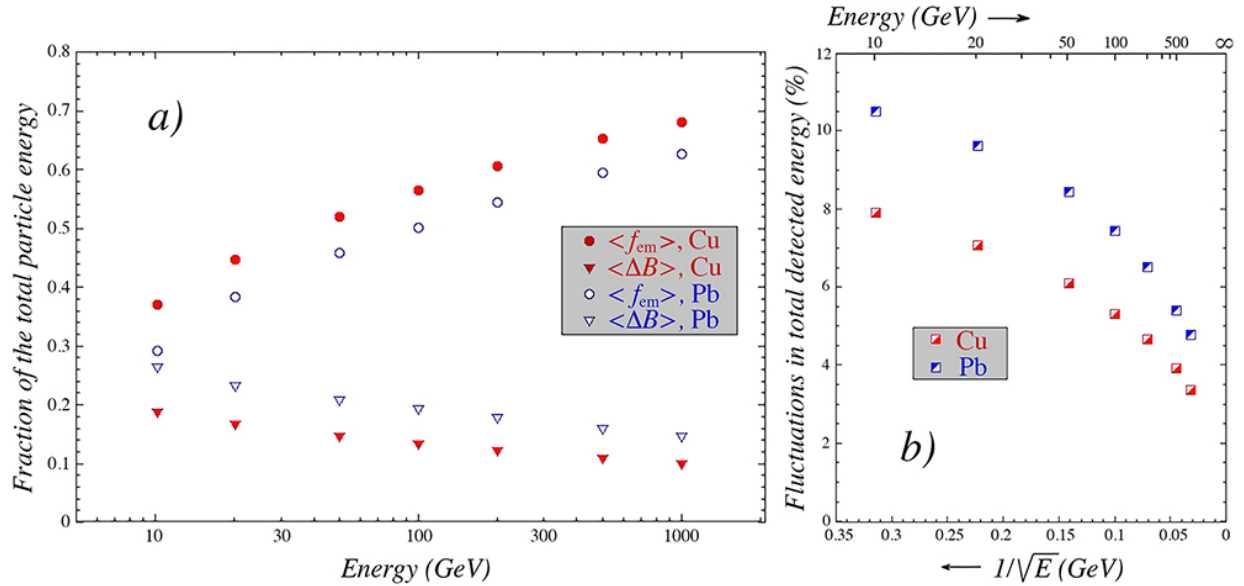 Fraction of the total particle energy
0.8
0.7
0.6
0.5
0.4
0.3
0.2
0.1
0
a)
<f_em>, Cu
<ΔB>, Cu
<f_em>, Pb
<ΔB>, Pb
10 30 100 300 1000
Energy (GeV)
Energy (GeV) →
10 20 50 100 500 ∞
Fluctuations in total detected energy (%)
12
10
8
6
4
2
0
Cu
Pb
b)
0.35 0.3 0.25 0.2 0.15 0.1 0.05 0
← 1/√E (GeV)